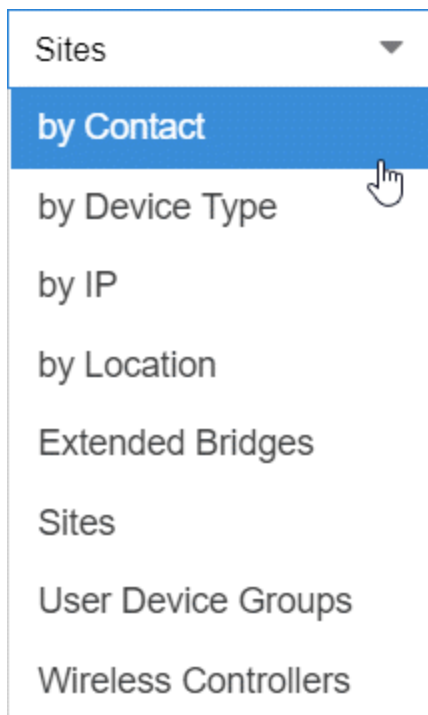 Sites
by Contact
by Device Type
by IP
by Location
Extended Bridges
Sites
User Device Groups
Wireless Controllers